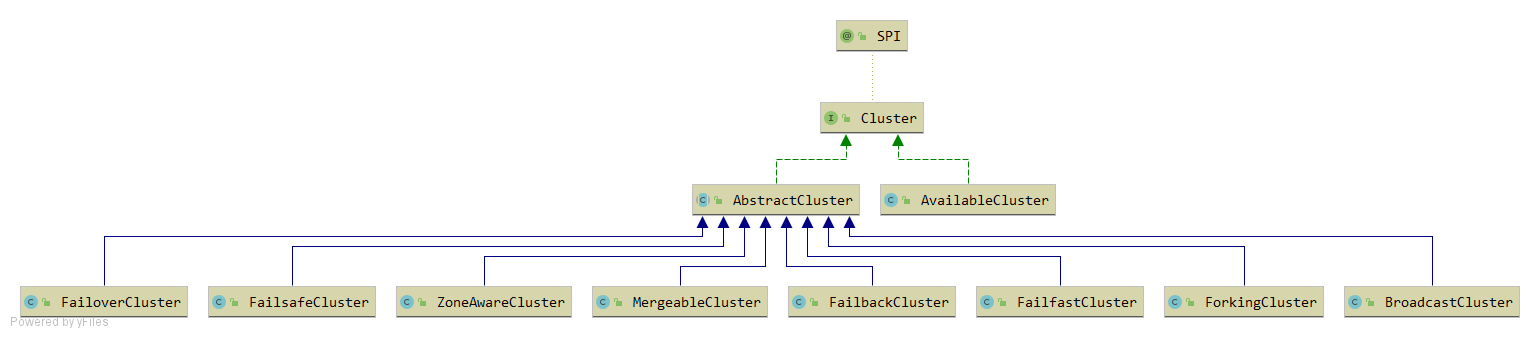 @ SPI
I Cluster
C AbstractCluster
C AvailableCluster
C FailoverCluster
C FailsafeCluster
C ZoneAwareCluster
C MergeableCluster
C FailbackCluster
C FailfastCluster
C ForkingCluster
C BroadcastCluster
Powered by yFiles